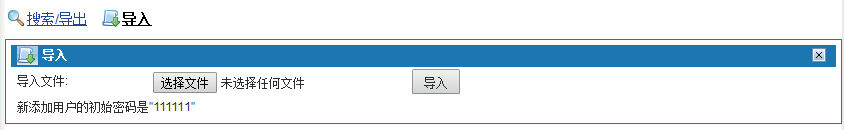 搜索/导出 导入
导入
导入文件: 选择文件 未选择任何文件 导入
新添加用户的初始密码是"111111"